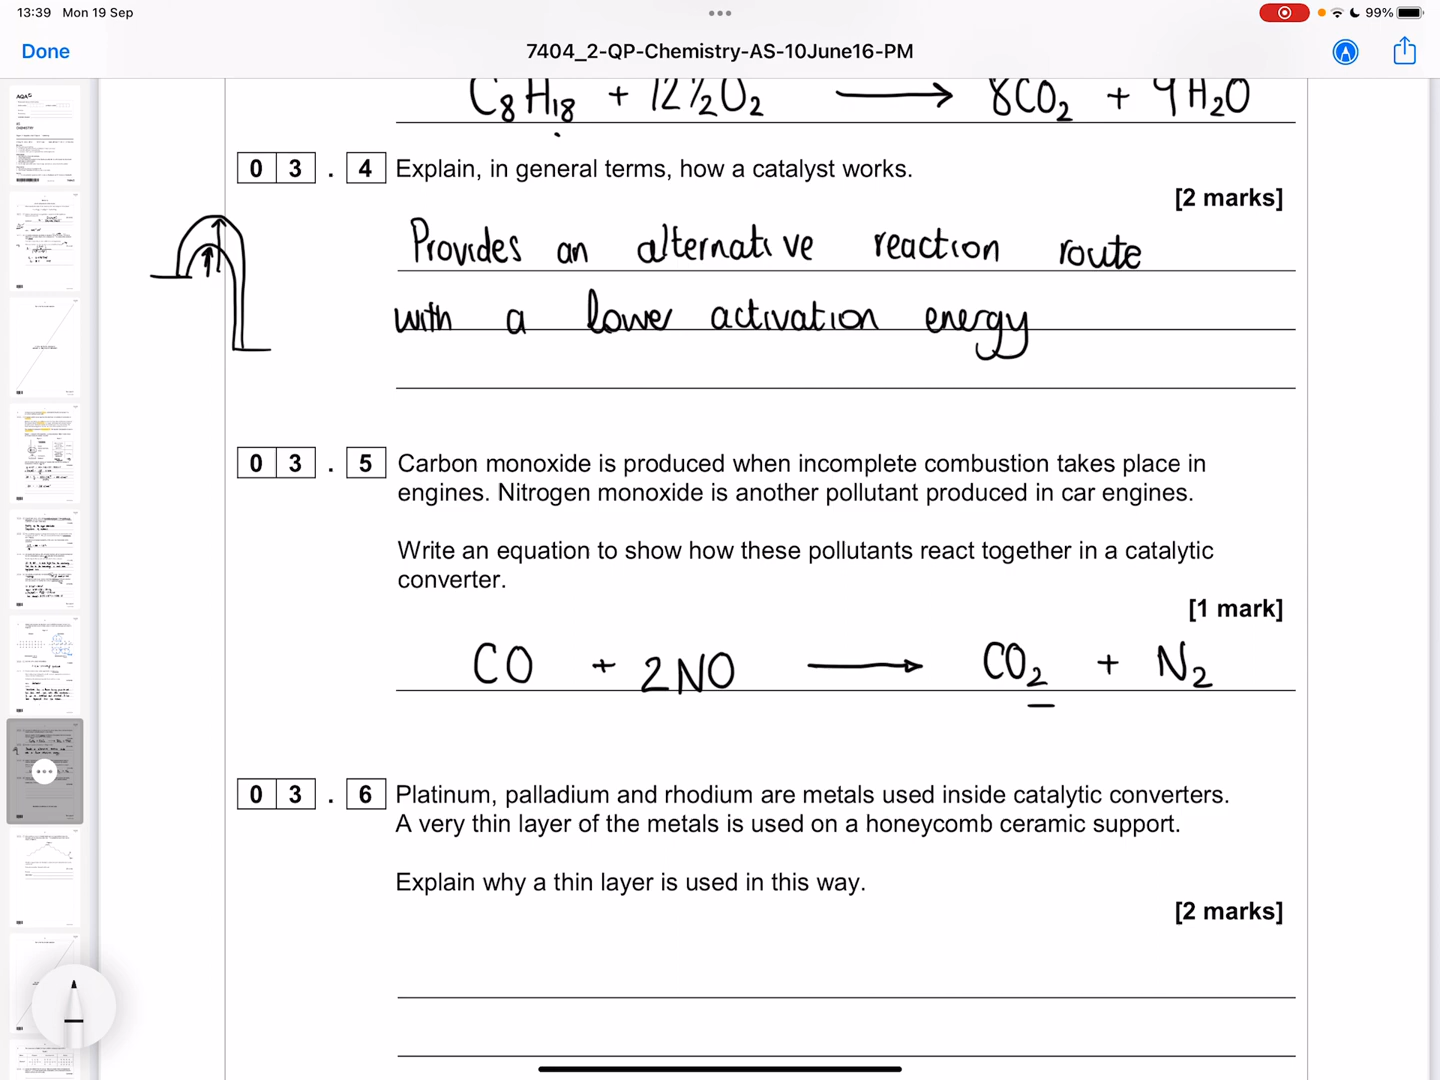 13:39 Mon 19 Sep
99%
Done
7404_2-QP-Chemistry-AS-10June16-PM
C₈H₁₈ + 12½O₂ ⟶ 8CO₂ + 9H₂O
0 3 . 4 Explain, in general terms, how a catalyst works.
[2 marks]
Provides an alternative reaction route
with a lower activation energy
0 3 . 5 Carbon monoxide is produced when incomplete combustion takes place in
engines. Nitrogen monoxide is another pollutant produced in car engines.
Write an equation to show how these pollutants react together in a catalytic
converter.
[1 mark]
CO + 2NO ⟶ CO₂ + N₂
0 3 . 6 Platinum, palladium and rhodium are metals used inside catalytic converters.
A very thin layer of the metals is used on a honeycomb ceramic support.
Explain why a thin layer is used in this way.
[2 marks]